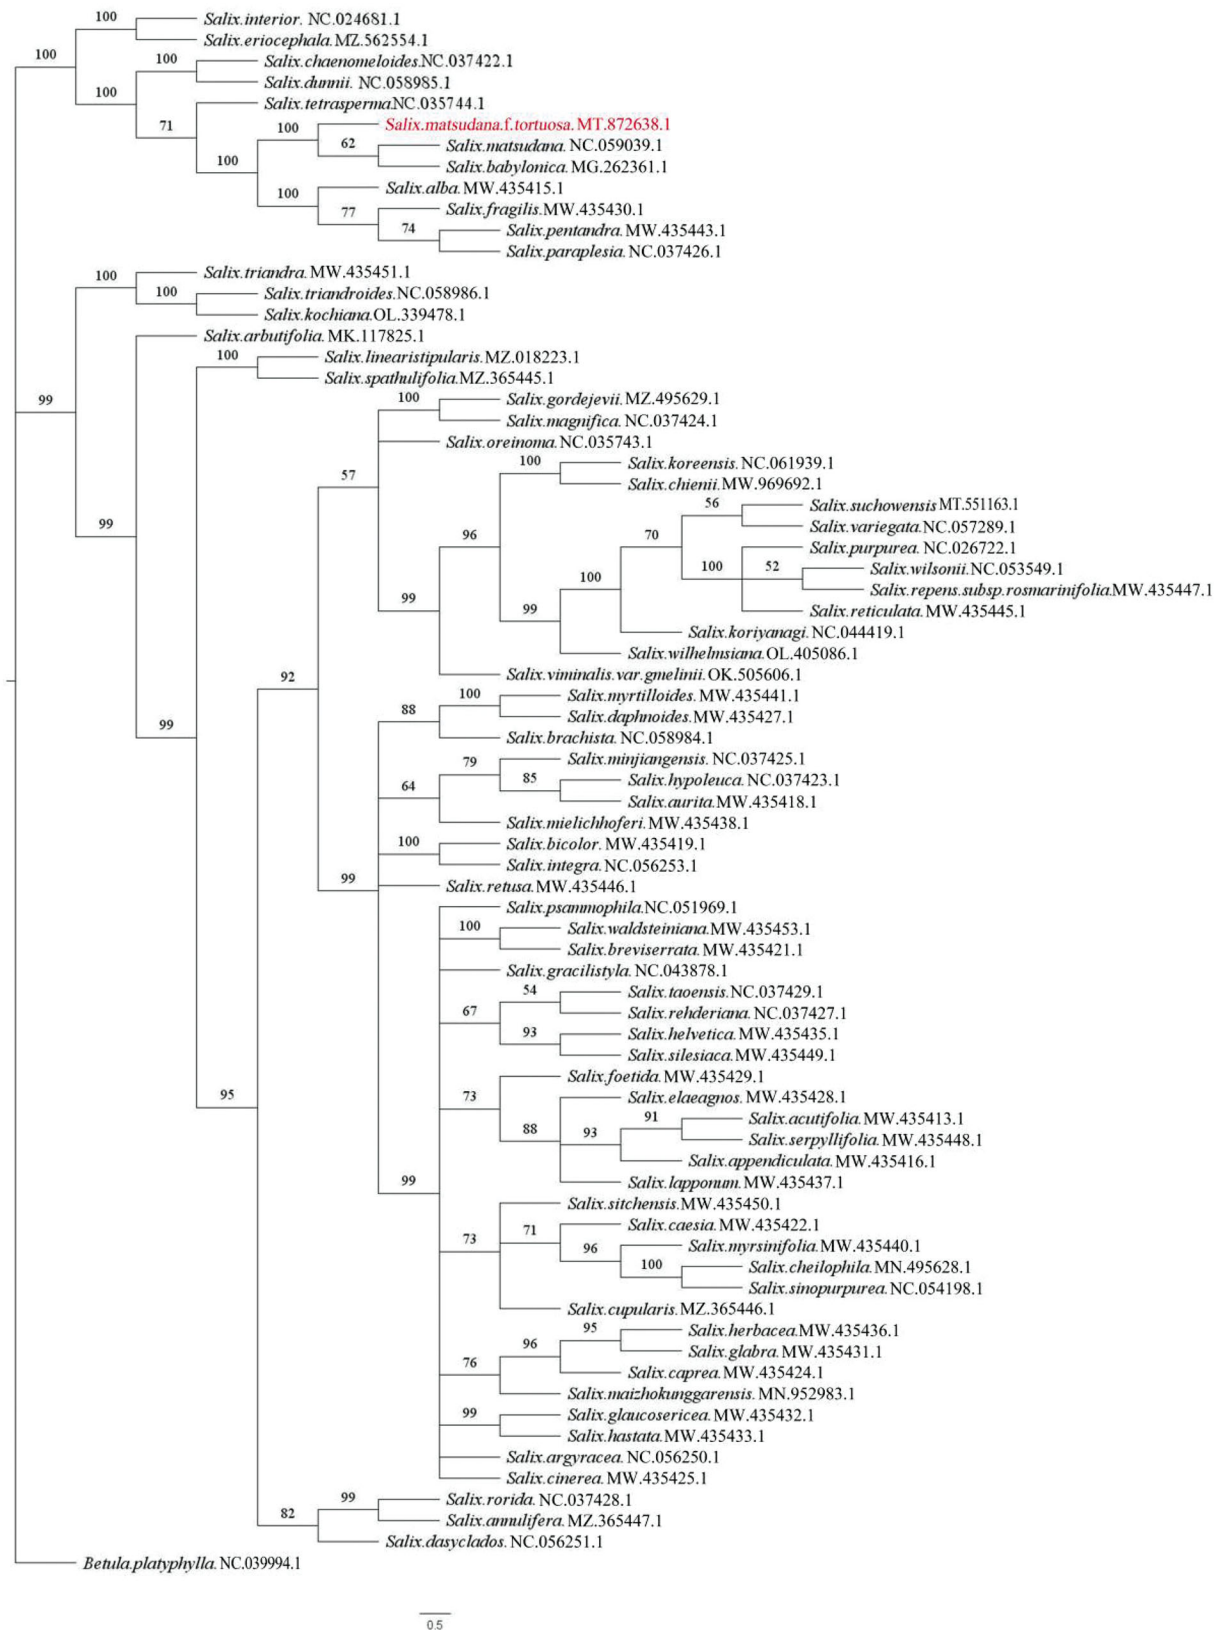 100
Salix.interior. NC.024681.1
Salix.eriocephala.MZ.562554.1
100
100
Salix.chaenomeloides.NC.037422.1
Salix.dunnii. NC.058985.1
100
Salix.tetrasperma.NC.035744.1
71
100
Salix.matsudana.f.tortuosa.MT.872638.1
62
Salix.matsudana.NC.059039.1
100
Salix.babylonica.MG.262361.1
100
Salix.alba.MW.435415.1
77
Salix.fragilis.MW.435430.1
74
Salix.pentandra.MW.435443.1
Salix.paraplesia.NC.037426.1
100
Salix.triandra.MW.435451.1
100
Salix.triandroides.NC.058986.1
Salix.kochiana.OL.339478.1
Salix.arbutifolia.MK.117825.1
100
Salix.linearistipularis.MZ.018223.1
Salix.spathulifolia.MZ.365445.1
99
100
Salix.gordejevii.MZ.495629.1
Salix.magnifica.NC.037424.1
Salix.oreinoma.NC.035743.1
57
100
Salix.koreensis.NC.061939.1
Salix.chienii.MW.969692.1
56
Salix.suchowensis MT.551163.1
99
Salix.variegata.NC.057289.1
96
70
Salix.purpurea. NC.026722.1
100
52
Salix.wilsonii.NC.053549.1
100
Salix.repens.subsp.rosmarinifolia.MW.435447.1
99
99
Salix.reticulata.MW.435445.1
Salix.koriyanagi.NC.044419.1
Salix.wilhelmsiana.OL.405086.1
92
Salix.viminalis.var.gmelinii.OK.505606.1
100
Salix.myrtilloides.MW.435441.1
88
Salix.daphnoides.MW.435427.1
99
Salix.brachista.NC.058984.1
79
Salix.minjiangensis.NC.037425.1
85
Salix.hypoleuca.NC.037423.1
64
Salix.aurita.MW.435418.1
Salix.mielichhoferi.MW.435438.1
100
Salix.bicolor.MW.435419.1
Salix.integra.NC.056253.1
99
Salix.retusa.MW.435446.1
Salix.psammophila.NC.051969.1
100
Salix.waldsteiniana.MW.435453.1
Salix.breviserrata.MW.435421.1
Salix.gracilistyla.NC.043878.1
54
Salix.taoensis.NC.037429.1
67
Salix.rehderiana.NC.037427.1
93
Salix.helvetica.MW.435435.1
Salix.silesiaca.MW.435449.1
73
Salix.foetida.MW.435429.1
95
Salix.elaeagnos.MW.435428.1
91
Salix.acutifolia.MW.435413.1
88
93
Salix.serpyllifolia.MW.435448.1
Salix.appendiculata.MW.435416.1
99
Salix.lapponum.MW.435437.1
Salix.sitchensis.MW.435450.1
73
71
Salix.caesia.MW.435422.1
96
Salix.myrsinifolia.MW.435440.1
100
Salix.cheilophila.MN.495628.1
Salix.sinopurpurea.NC.054198.1
Salix.cupularis.MZ.365446.1
95
Salix.herbacea.MW.435436.1
96
Salix.glabra.MW.435431.1
76
Salix.caprea.MW.435424.1
Salix.maizhokunggarensis.MN.952983.1
99
Salix.glaucosericea.MW.435432.1
Salix.hastata.MW.435433.1
Salix.argyracea.NC.056250.1
Salix.cinerea.MW.435425.1
99
Salix.rorida.NC.037428.1
82
Salix.annulifera.MZ.365447.1
Salix.dasyclados.NC.056251.1
Betula.platyphylla.NC.039994.1
0.5